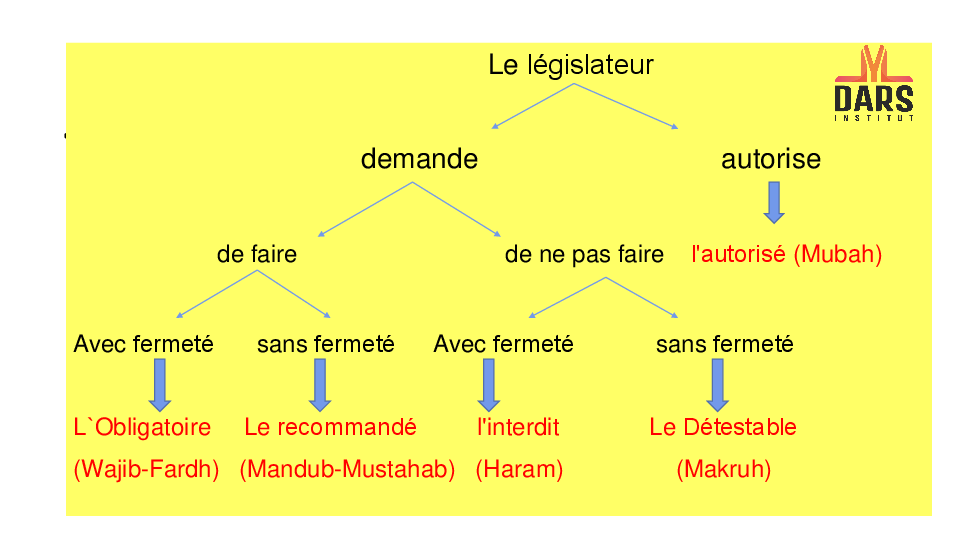 Le législateur
DARS
INSTITUT
demande
autorise
de faire
de ne pas faire
l'autorisé (Mubah)
Avec fermeté
sans fermeté
Avec fermeté
sans fermeté
L`Obligatoire
Le recommandé
l'interdit
Le Détestable
(Wajib-Fardh)
(Mandub-Mustahab)
(Haram)
(Makruh)